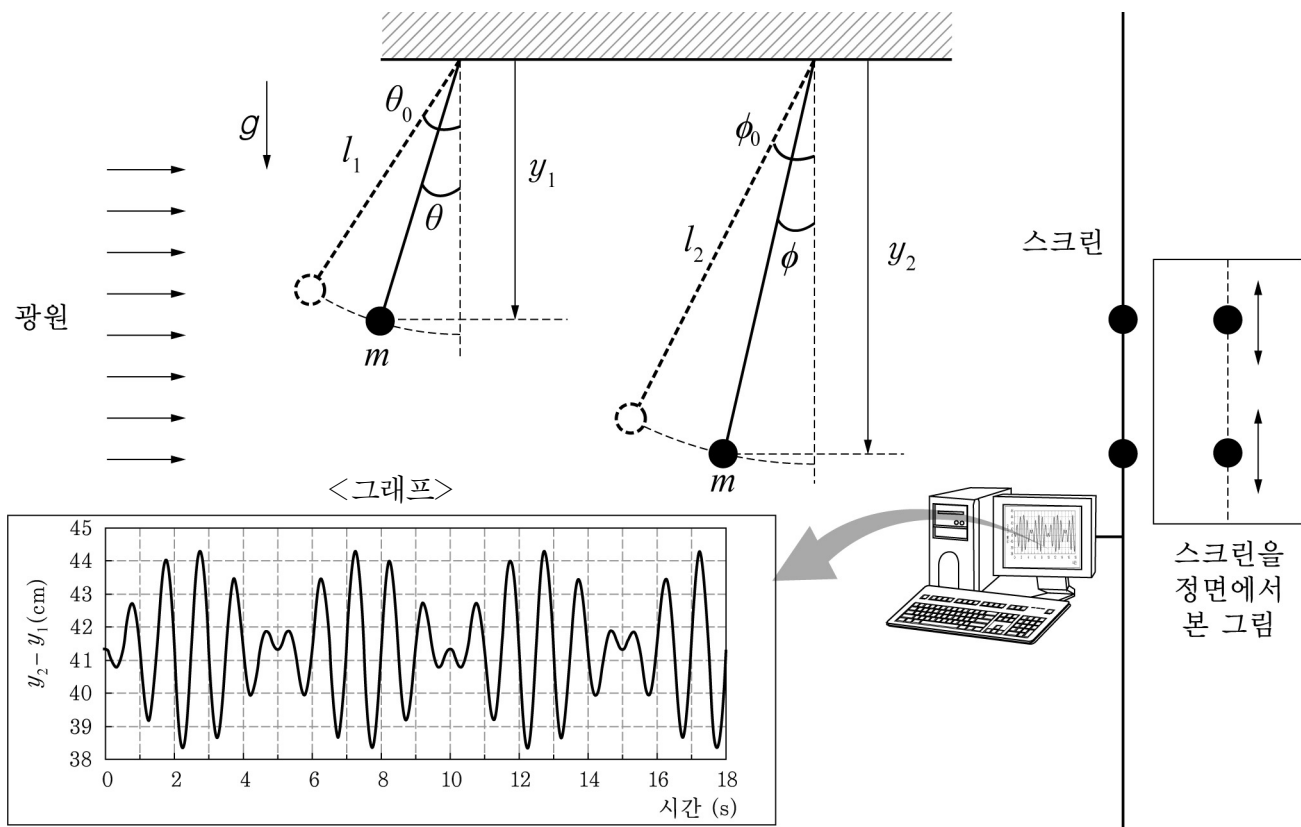 g
θ₀
l₁
θ
y₁
m
ϕ₀
l₂
ϕ
y₂
m
광원
스크린
스크린을
정면에서
본 그림
<그래프>
y₂ − y₁(cm)
45
44
43
42
41
40
39
38
0 2 4 6 8 10 12 14 16 18
시간 (s)